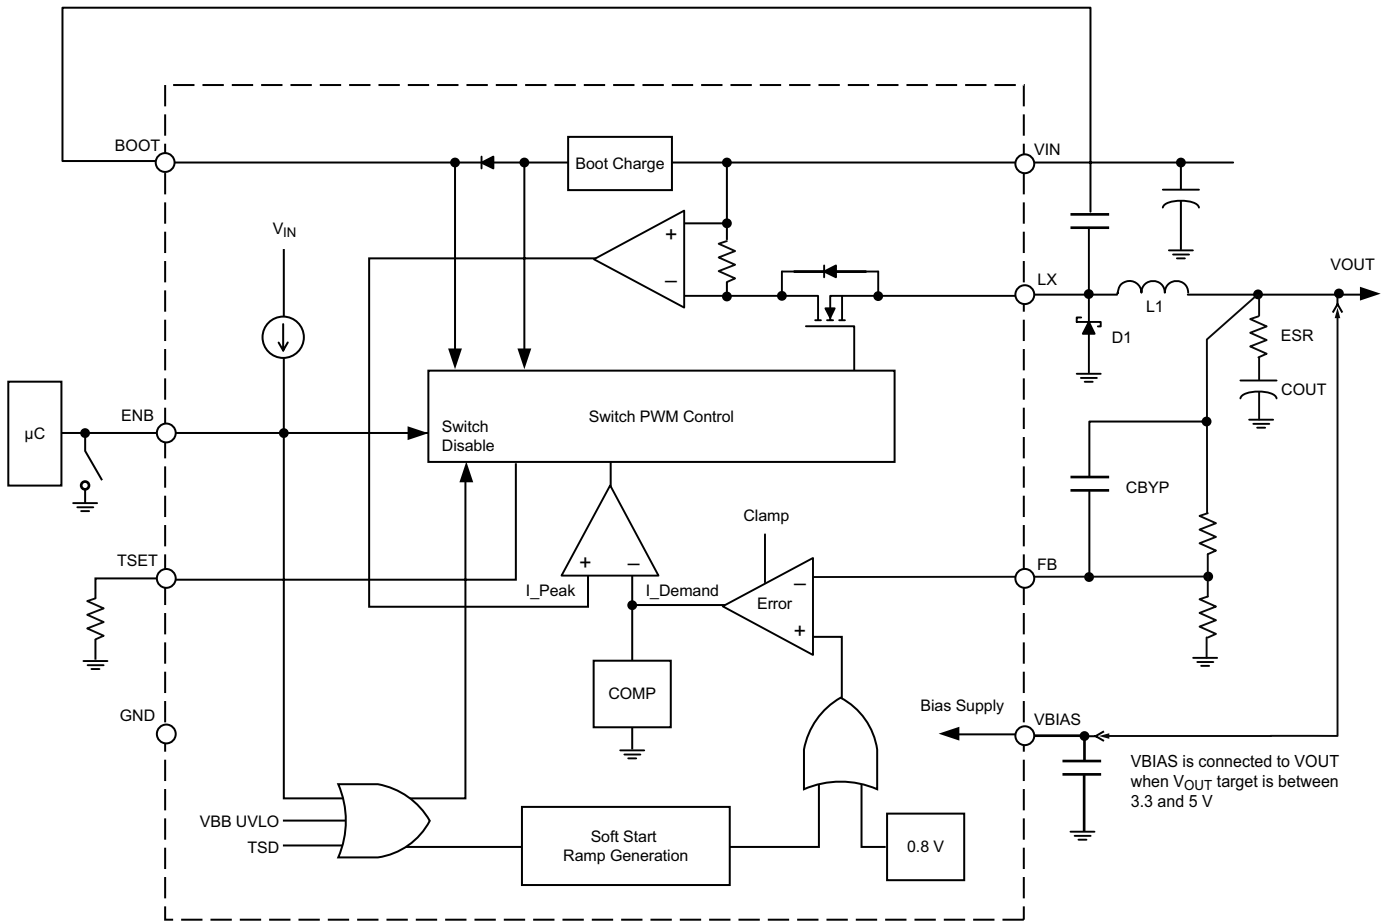 BOOT
Boot Charge
VIN
VIN
+
−
LX
VOUT
L1
D1
ESR
COUT
µC
ENB
Switch
Disable
Switch PWM Control
CBYP
Clamp
TSET
+
−
I_Peak
I_Demand
Error
−
+
FB
COMP
GND
Bias Supply
VBIAS
VBIAS is connected to VOUT
when VOUT target is between
3.3 and 5 V
VBB UVLO
TSD
Soft Start
Ramp Generation
0.8 V